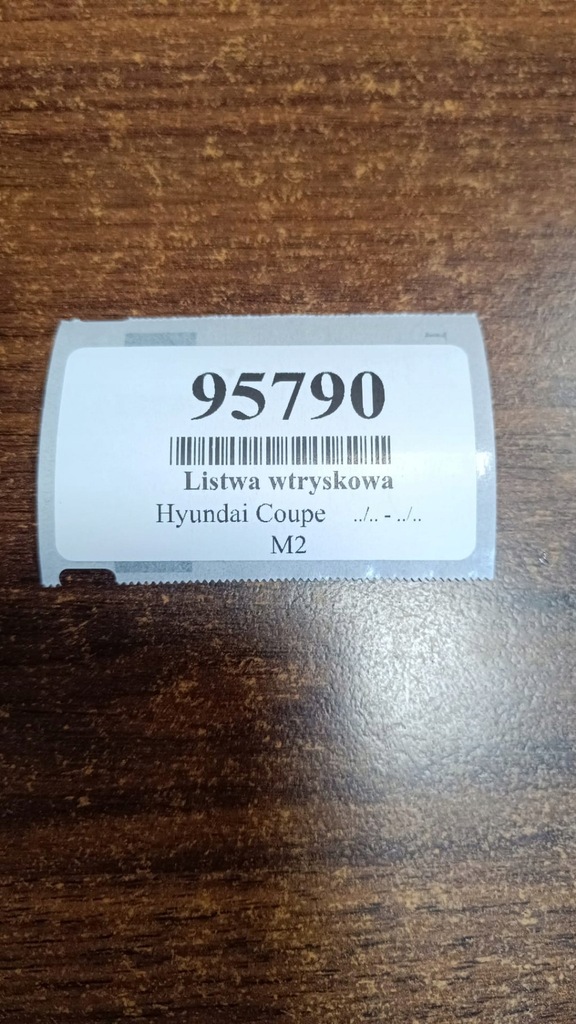 95790
Listwa wtryskowa
Hyundai Coupe ../.. - ../..
M2